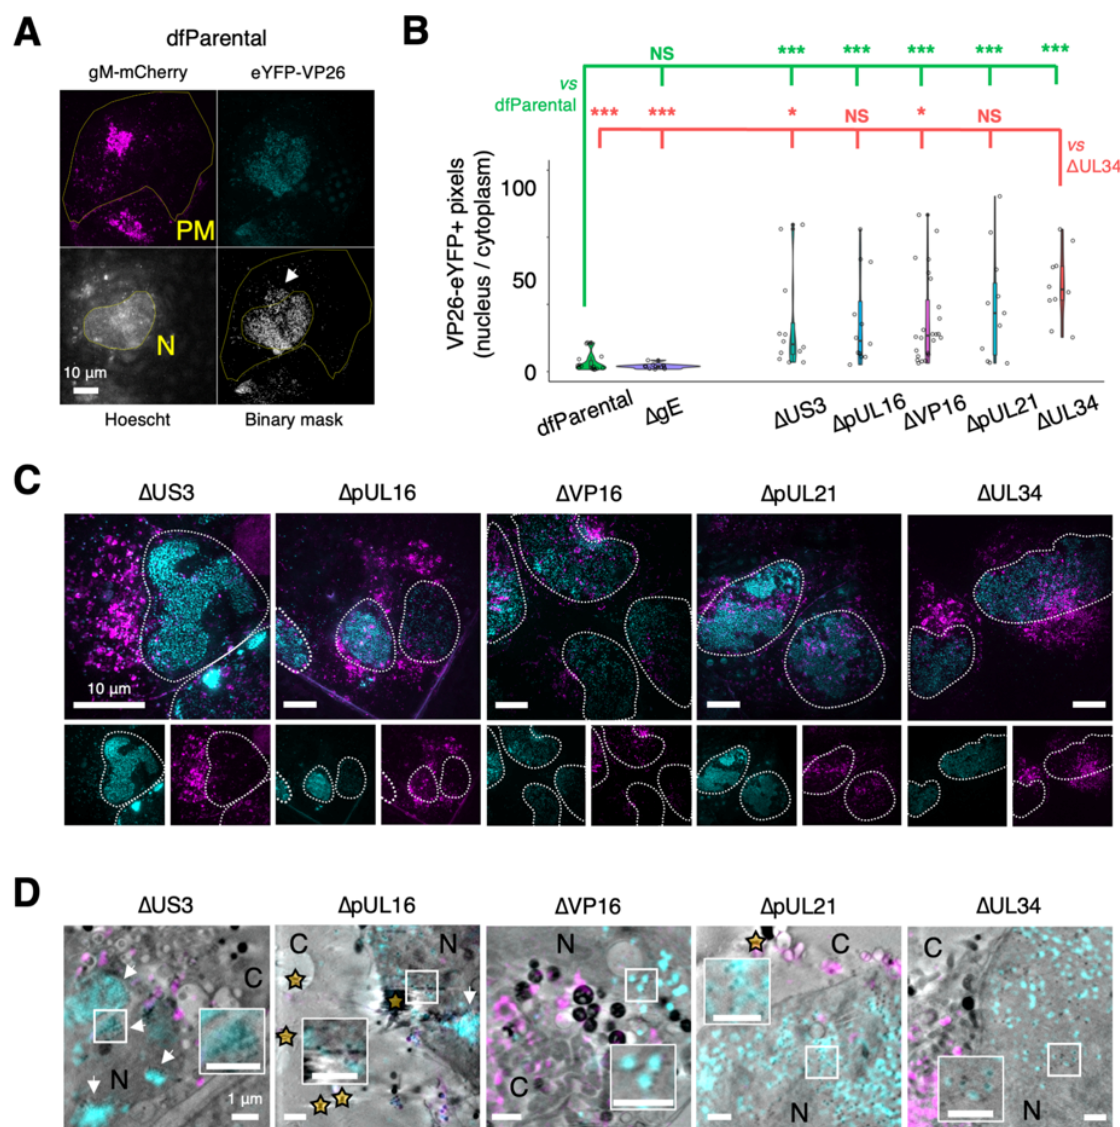 A
dfParental
gM-mCherry eYFP-VP26
PM
N
10 µm
Hoescht Binary mask
B
NS *** *** *** *** ***
vs
dfParental
*** *** * NS * NS
vs
ΔUL34
VP26-eYFP+ pixels
(nucleus / cytoplasm)
100
50
0
dfParental ΔgE ΔUS3 ΔpUL16 ΔVP16 ΔpUL21 ΔUL34
C
ΔUS3 ΔpUL16 ΔVP16 ΔpUL21 ΔUL34
10 µm
D
ΔUS3 ΔpUL16 ΔVP16 ΔpUL21 ΔUL34
C N 1 µm
C N
N C
C N
C N